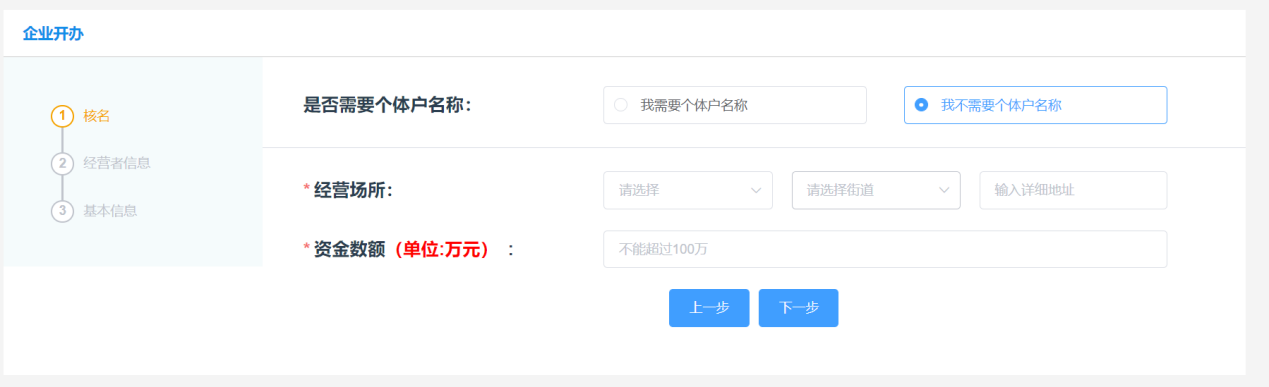 企业开办
1 核名
2 经营者信息
3 基本信息
是否需要个体户名称： 我需要个体户名称 我不需要个体户名称
*经营场所： 请选择 请选择街道 输入详细地址
*资金数额（单位:万元）： 不能超过100万
上一步 下一步